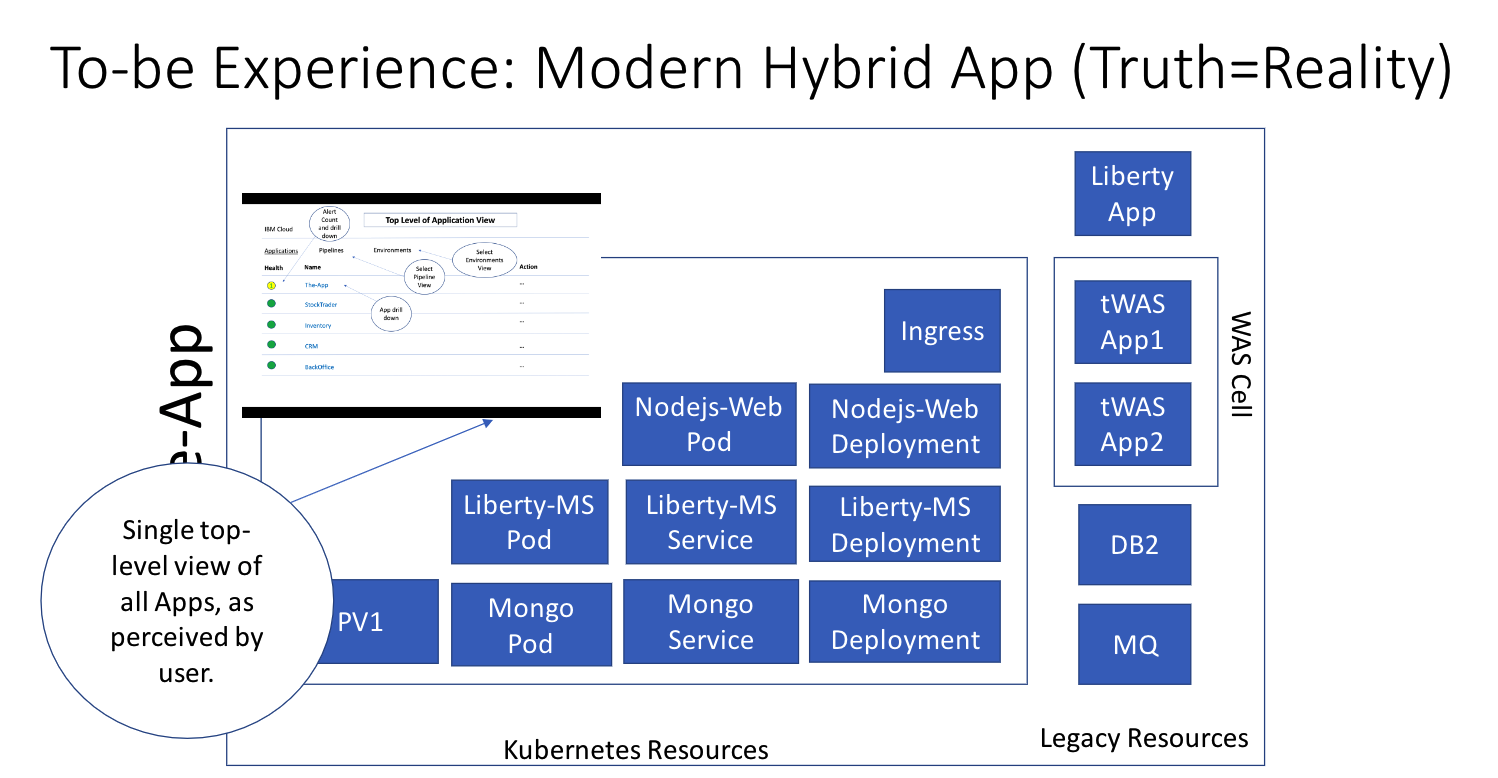 To-be Experience: Modern Hybrid App (Truth=Reality)
Alert
Count
and drill
down
Top Level of Application View
IBM Cloud
Applications
Pipelines
Environments
Select
Environments
View
Health
Name
Select
Pipeline
View
Action
1
The-App
...
StockTrader
...
App drill
down
Inventory
...
CRM
...
BackOffice
...
e-App
Single top-
level view of
all Apps, as
perceived by
user.
Ingress
Nodejs-Web
Pod
Nodejs-Web
Deployment
Liberty-MS
Pod
Liberty-MS
Service
Liberty-MS
Deployment
PV1
Mongo
Pod
Mongo
Service
Mongo
Deployment
Kubernetes Resources
Liberty
App
tWAS
App1
tWAS
App2
WAS Cell
DB2
MQ
Legacy Resources